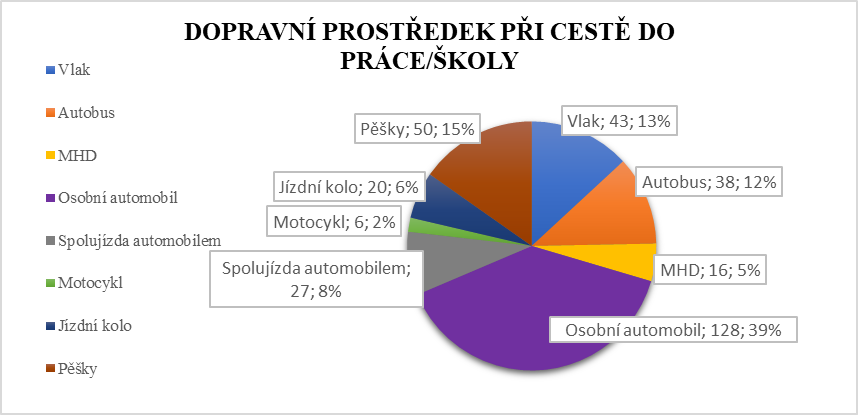 DOPRAVNÍ PROSTŘEDEK PŘI CESTĚ DO
PRÁCE/ŠKOLY
Vlak
Autobus
MHD
Osobní automobil
Spolujízda automobilem
Motocykl
Jízdní kolo
Pěšky
Vlak; 43; 13%
Autobus; 38; 12%
MHD; 16; 5%
Osobní automobil; 128; 39%
Spolujízda automobilem;
27; 8%
Motocykl; 6; 2%
Jízdní kolo; 20; 6%
Pěšky; 50; 15%